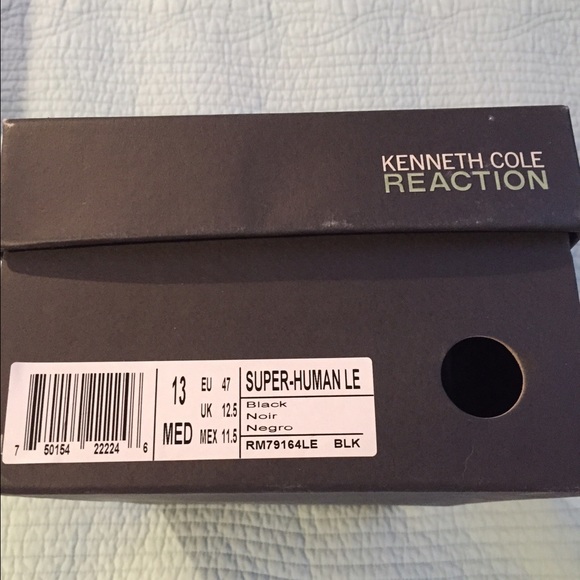 KENNETH COLE
REACTION
13 EU 47 SUPER-HUMAN LE
UK 12.5 Black
Noir
MED MEX 11.5 Negro
RM79164LE BLK
7 50154 22224 6